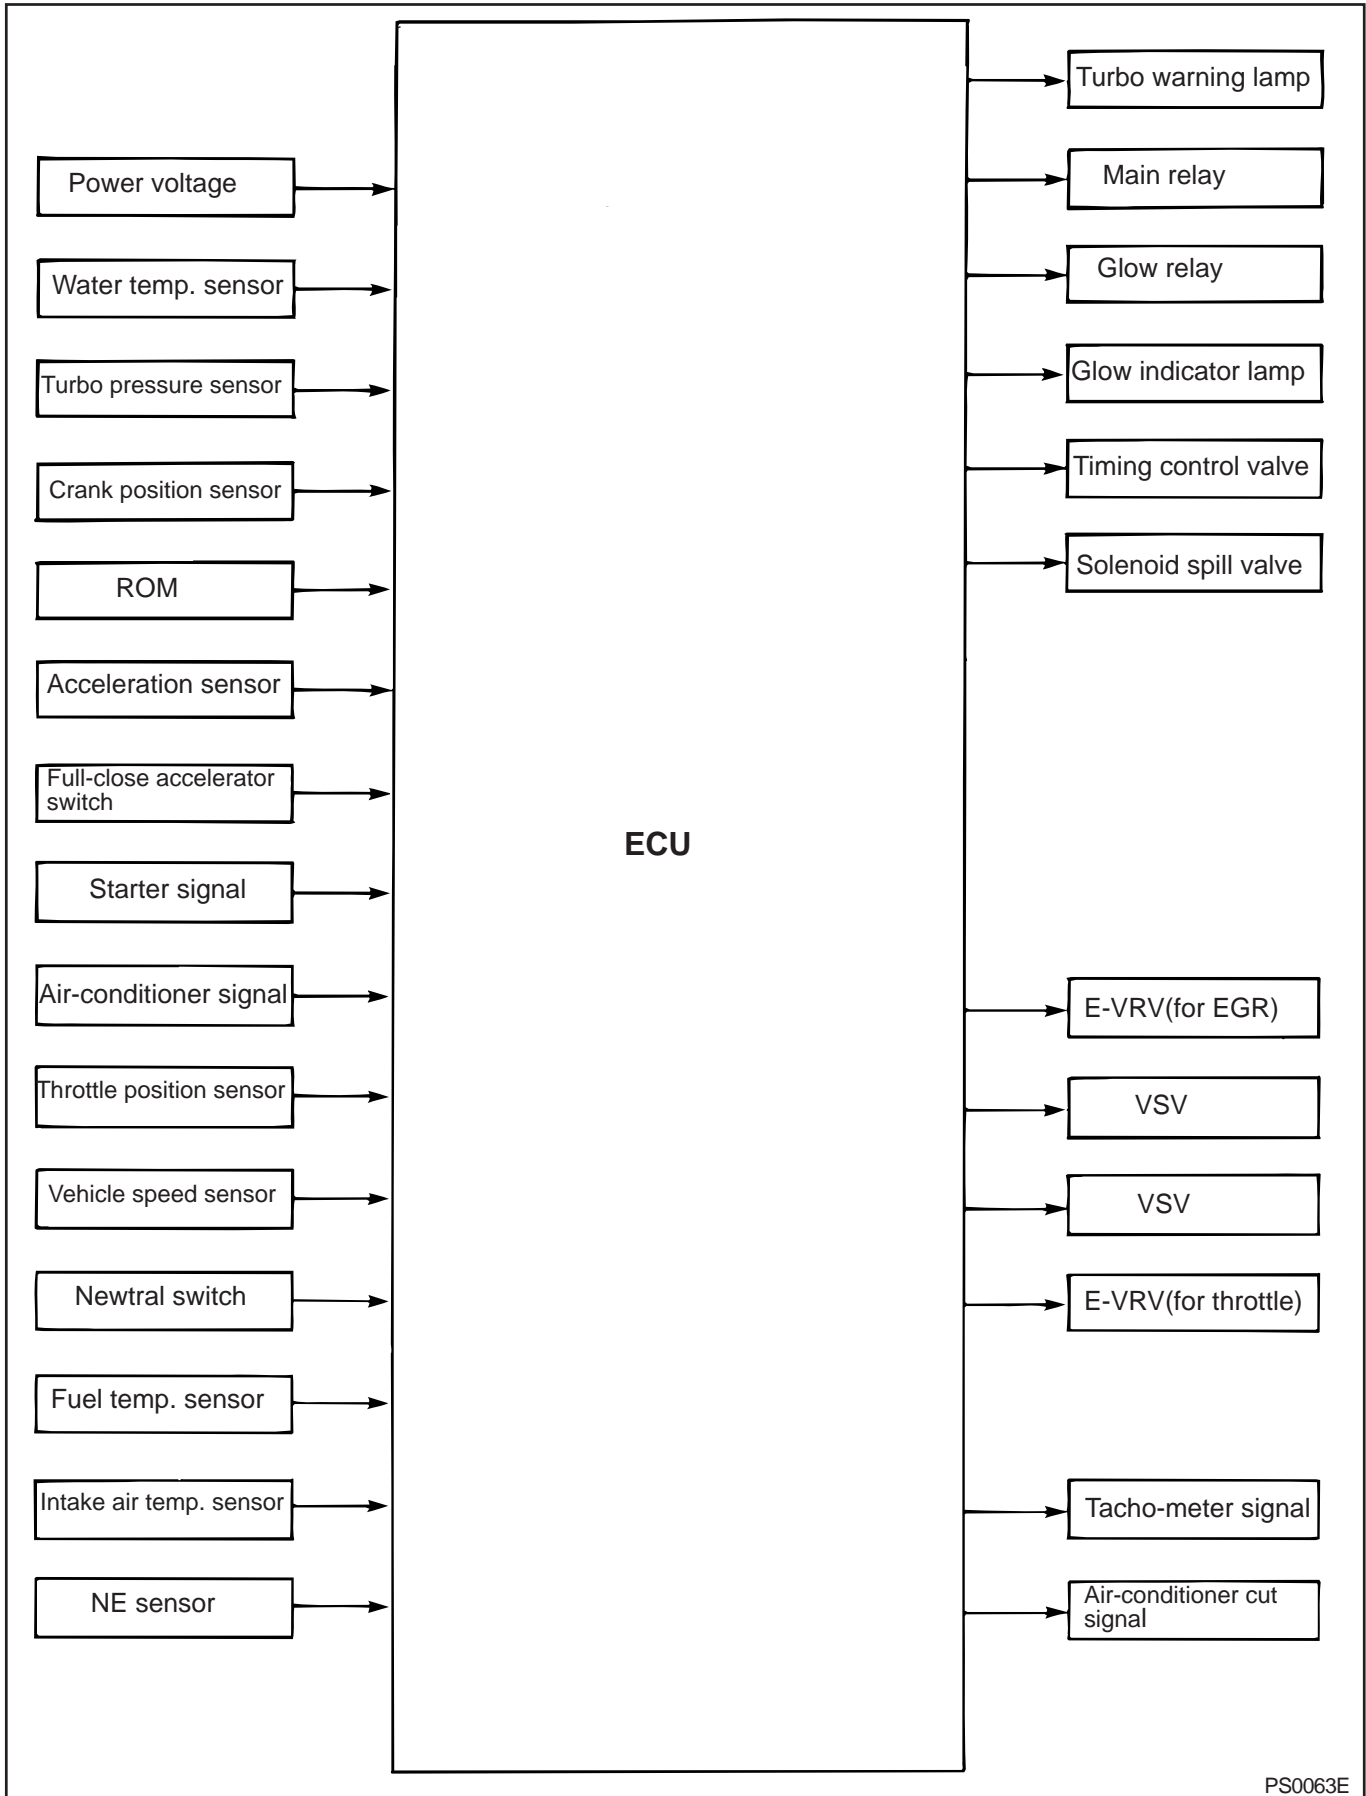 Power voltage
Water temp. sensor
Turbo pressure sensor
Crank position sensor
ROM
Acceleration sensor
Full-close accelerator
switch
Starter signal
Air-conditioner signal
Throttle position sensor
Vehicle speed sensor
Newtral switch
Fuel temp. sensor
Intake air temp. sensor
NE sensor
ECU
Turbo warning lamp
Main relay
Glow relay
Glow indicator lamp
Timing control valve
Solenoid spill valve
E-VRV(for EGR)
VSV
VSV
E-VRV(for throttle)
Tacho-meter signal
Air-conditioner cut
signal
PS0063E